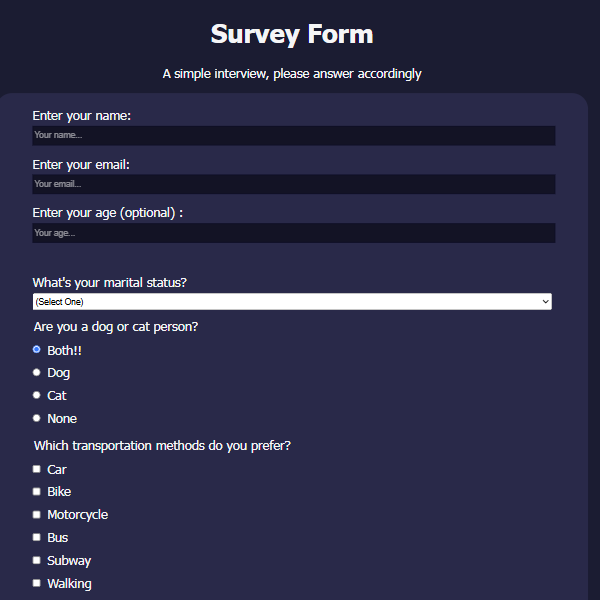 Survey Form
A simple interview, please answer accordingly
Enter your name:
Your name...
Enter your email:
Your email...
Enter your age (optional) :
Your age...
What's your marital status?
(Select One)
Are you a dog or cat person?
Both!!
Dog
Cat
None
Which transportation methods do you prefer?
Car
Bike
Motorcycle
Bus
Subway
Walking